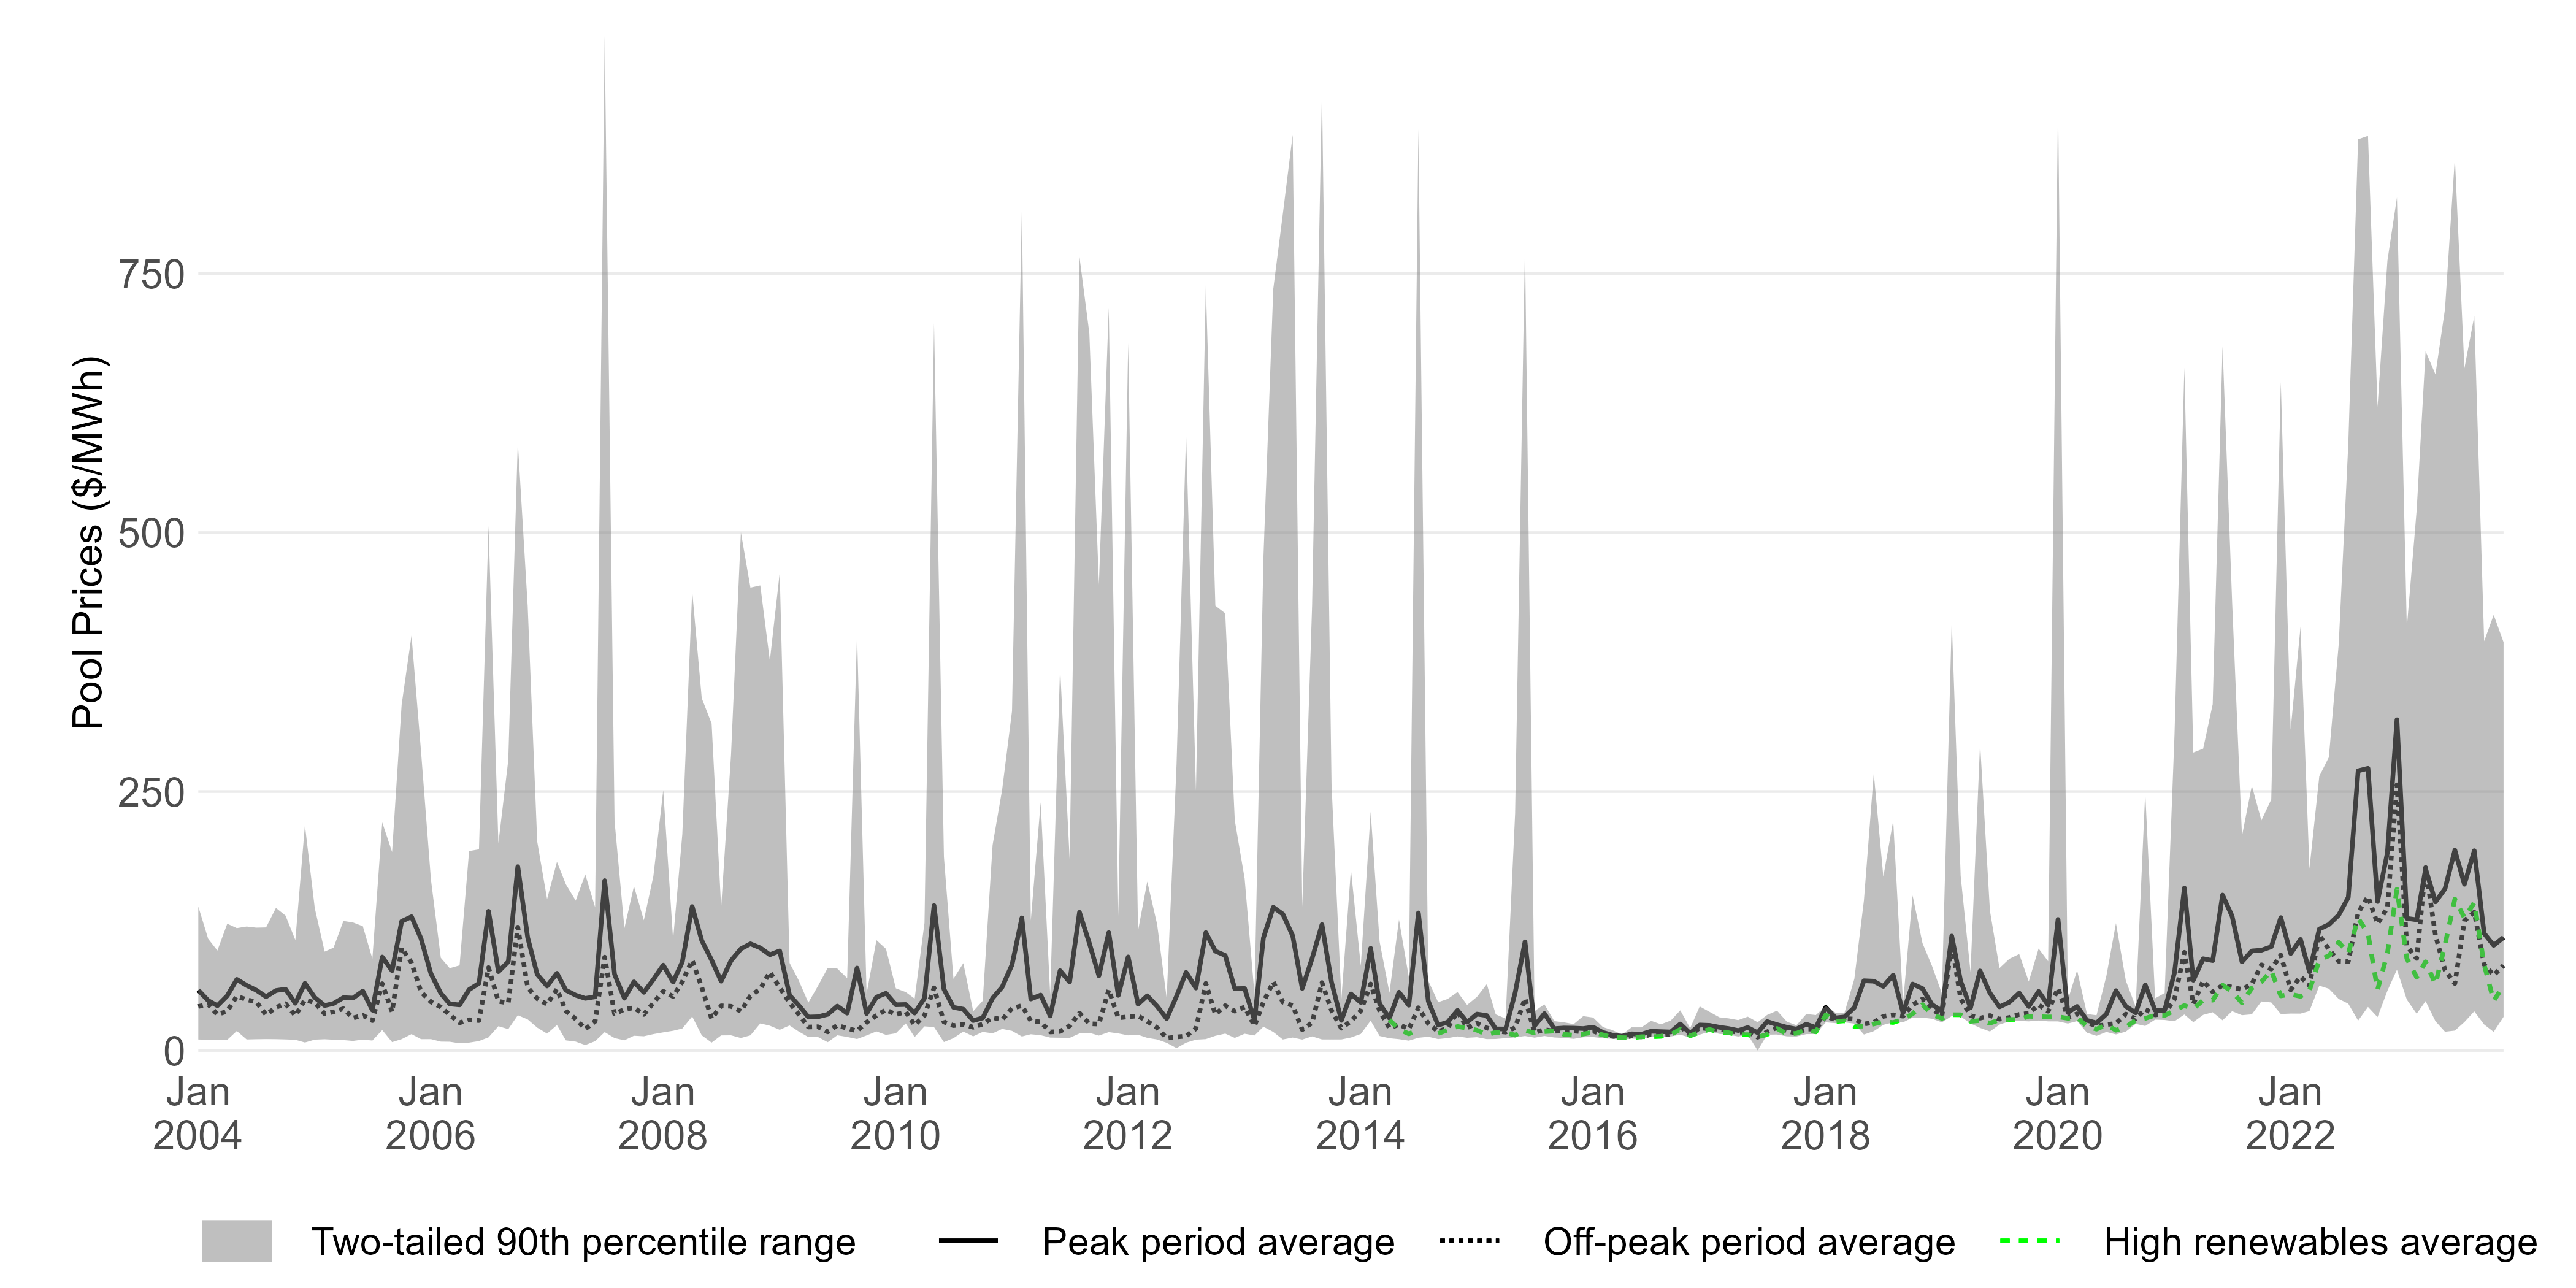 Pool Prices ($/MWh)
750
500
250
0
Jan
2004
Jan
2006
Jan
2008
Jan
2010
Jan
2012
Jan
2014
Jan
2016
Jan
2018
Jan
2020
Jan
2022
Two-tailed 90th percentile range
Peak period average
Off-peak period average
High renewables average